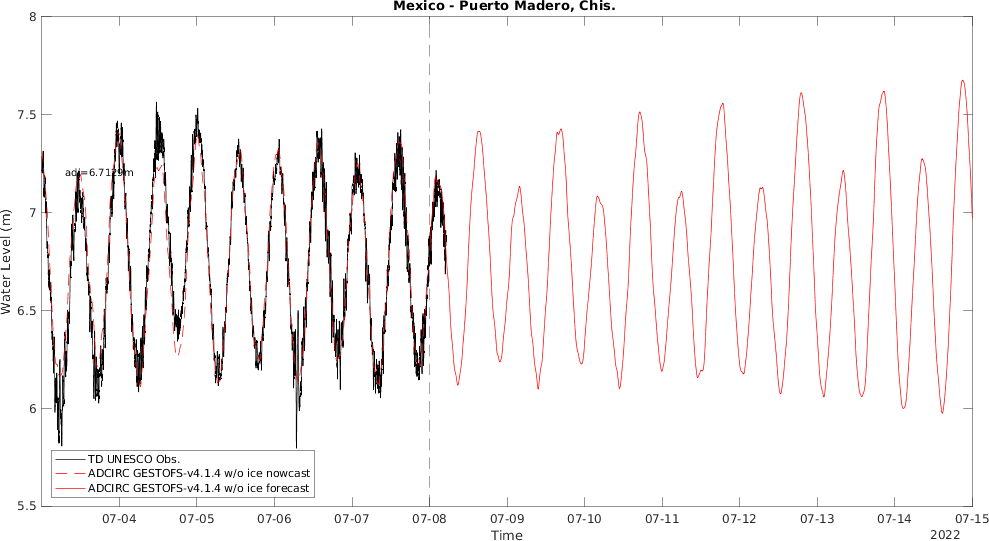 Mexico - Puerto Madero, Chis.
8
7.5
7
6.5
6
5.5
Water Level (m)
adj=6.7129m
TD UNESCO Obs.
ADCIRC GESTOFS-v4.1.4 w/o ice nowcast
ADCIRC GESTOFS-v4.1.4 w/o ice forecast
07-04 07-05 07-06 07-07 07-08 07-09 07-10 07-11 07-12 07-13 07-14 07-15
Time
2022